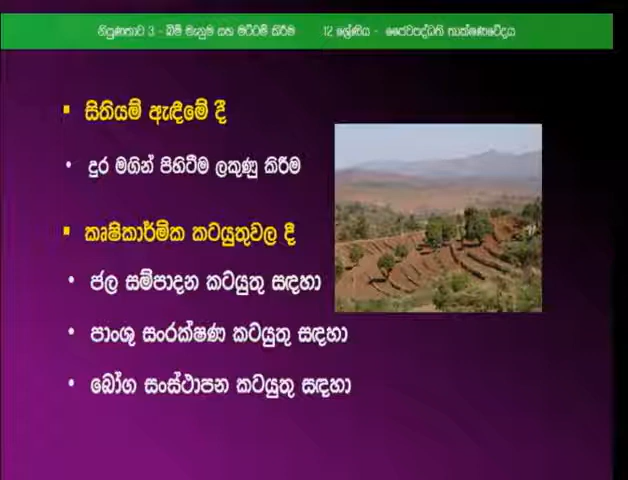 නිපුණතාව 3 - බිම් මැනුම සහ මට්ටම් කිරීම 12 ශ්‍රේණිය - ජෛවපද්ධති තාක්ෂණවේදය
සිතියම් ඇඳීමේ දී
දුර මගින් පිහිටීම ලකුණු කිරීම
කෘෂිකාර්මික කටයුතුවල දී
ජල සම්පාදන කටයුතු සඳහා
පාංශු සංරක්ෂණ කටයුතු සඳහා
බෝග සංස්ථාපන කටයුතු සඳහා